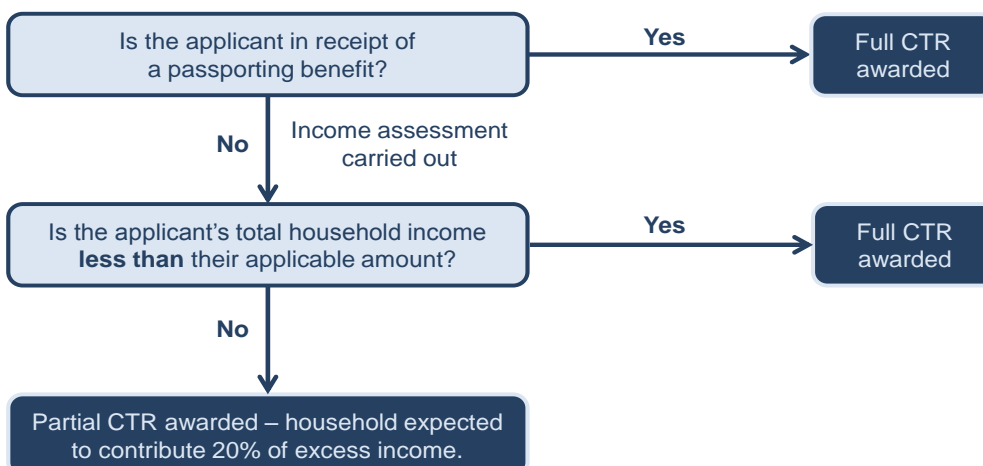 Is the applicant in receipt of
a passporting benefit?
Yes
Full CTR
awarded
No
Income assessment
carried out
Is the applicant’s total household income
less than their applicable amount?
Yes
Full CTR
awarded
No
Partial CTR awarded – household expected
to contribute 20% of excess income.